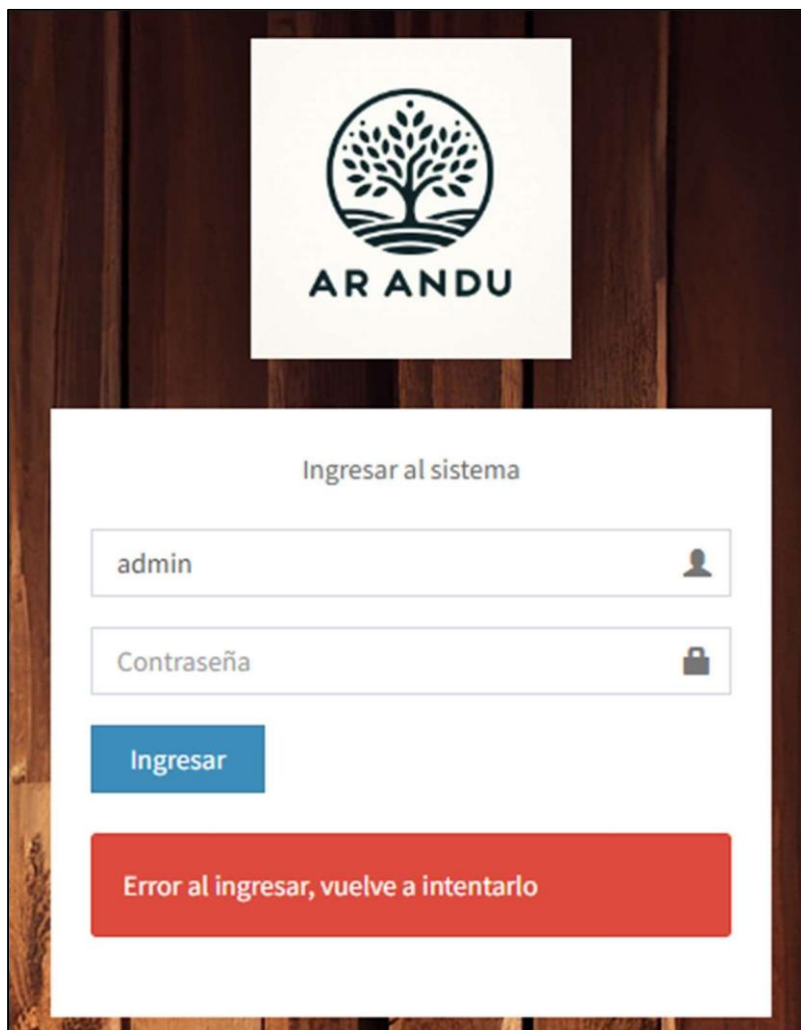 AR ANDU
Ingresar al sistema
admin
Contraseña
Ingresar
Error al ingresar, vuelve a intentarlo